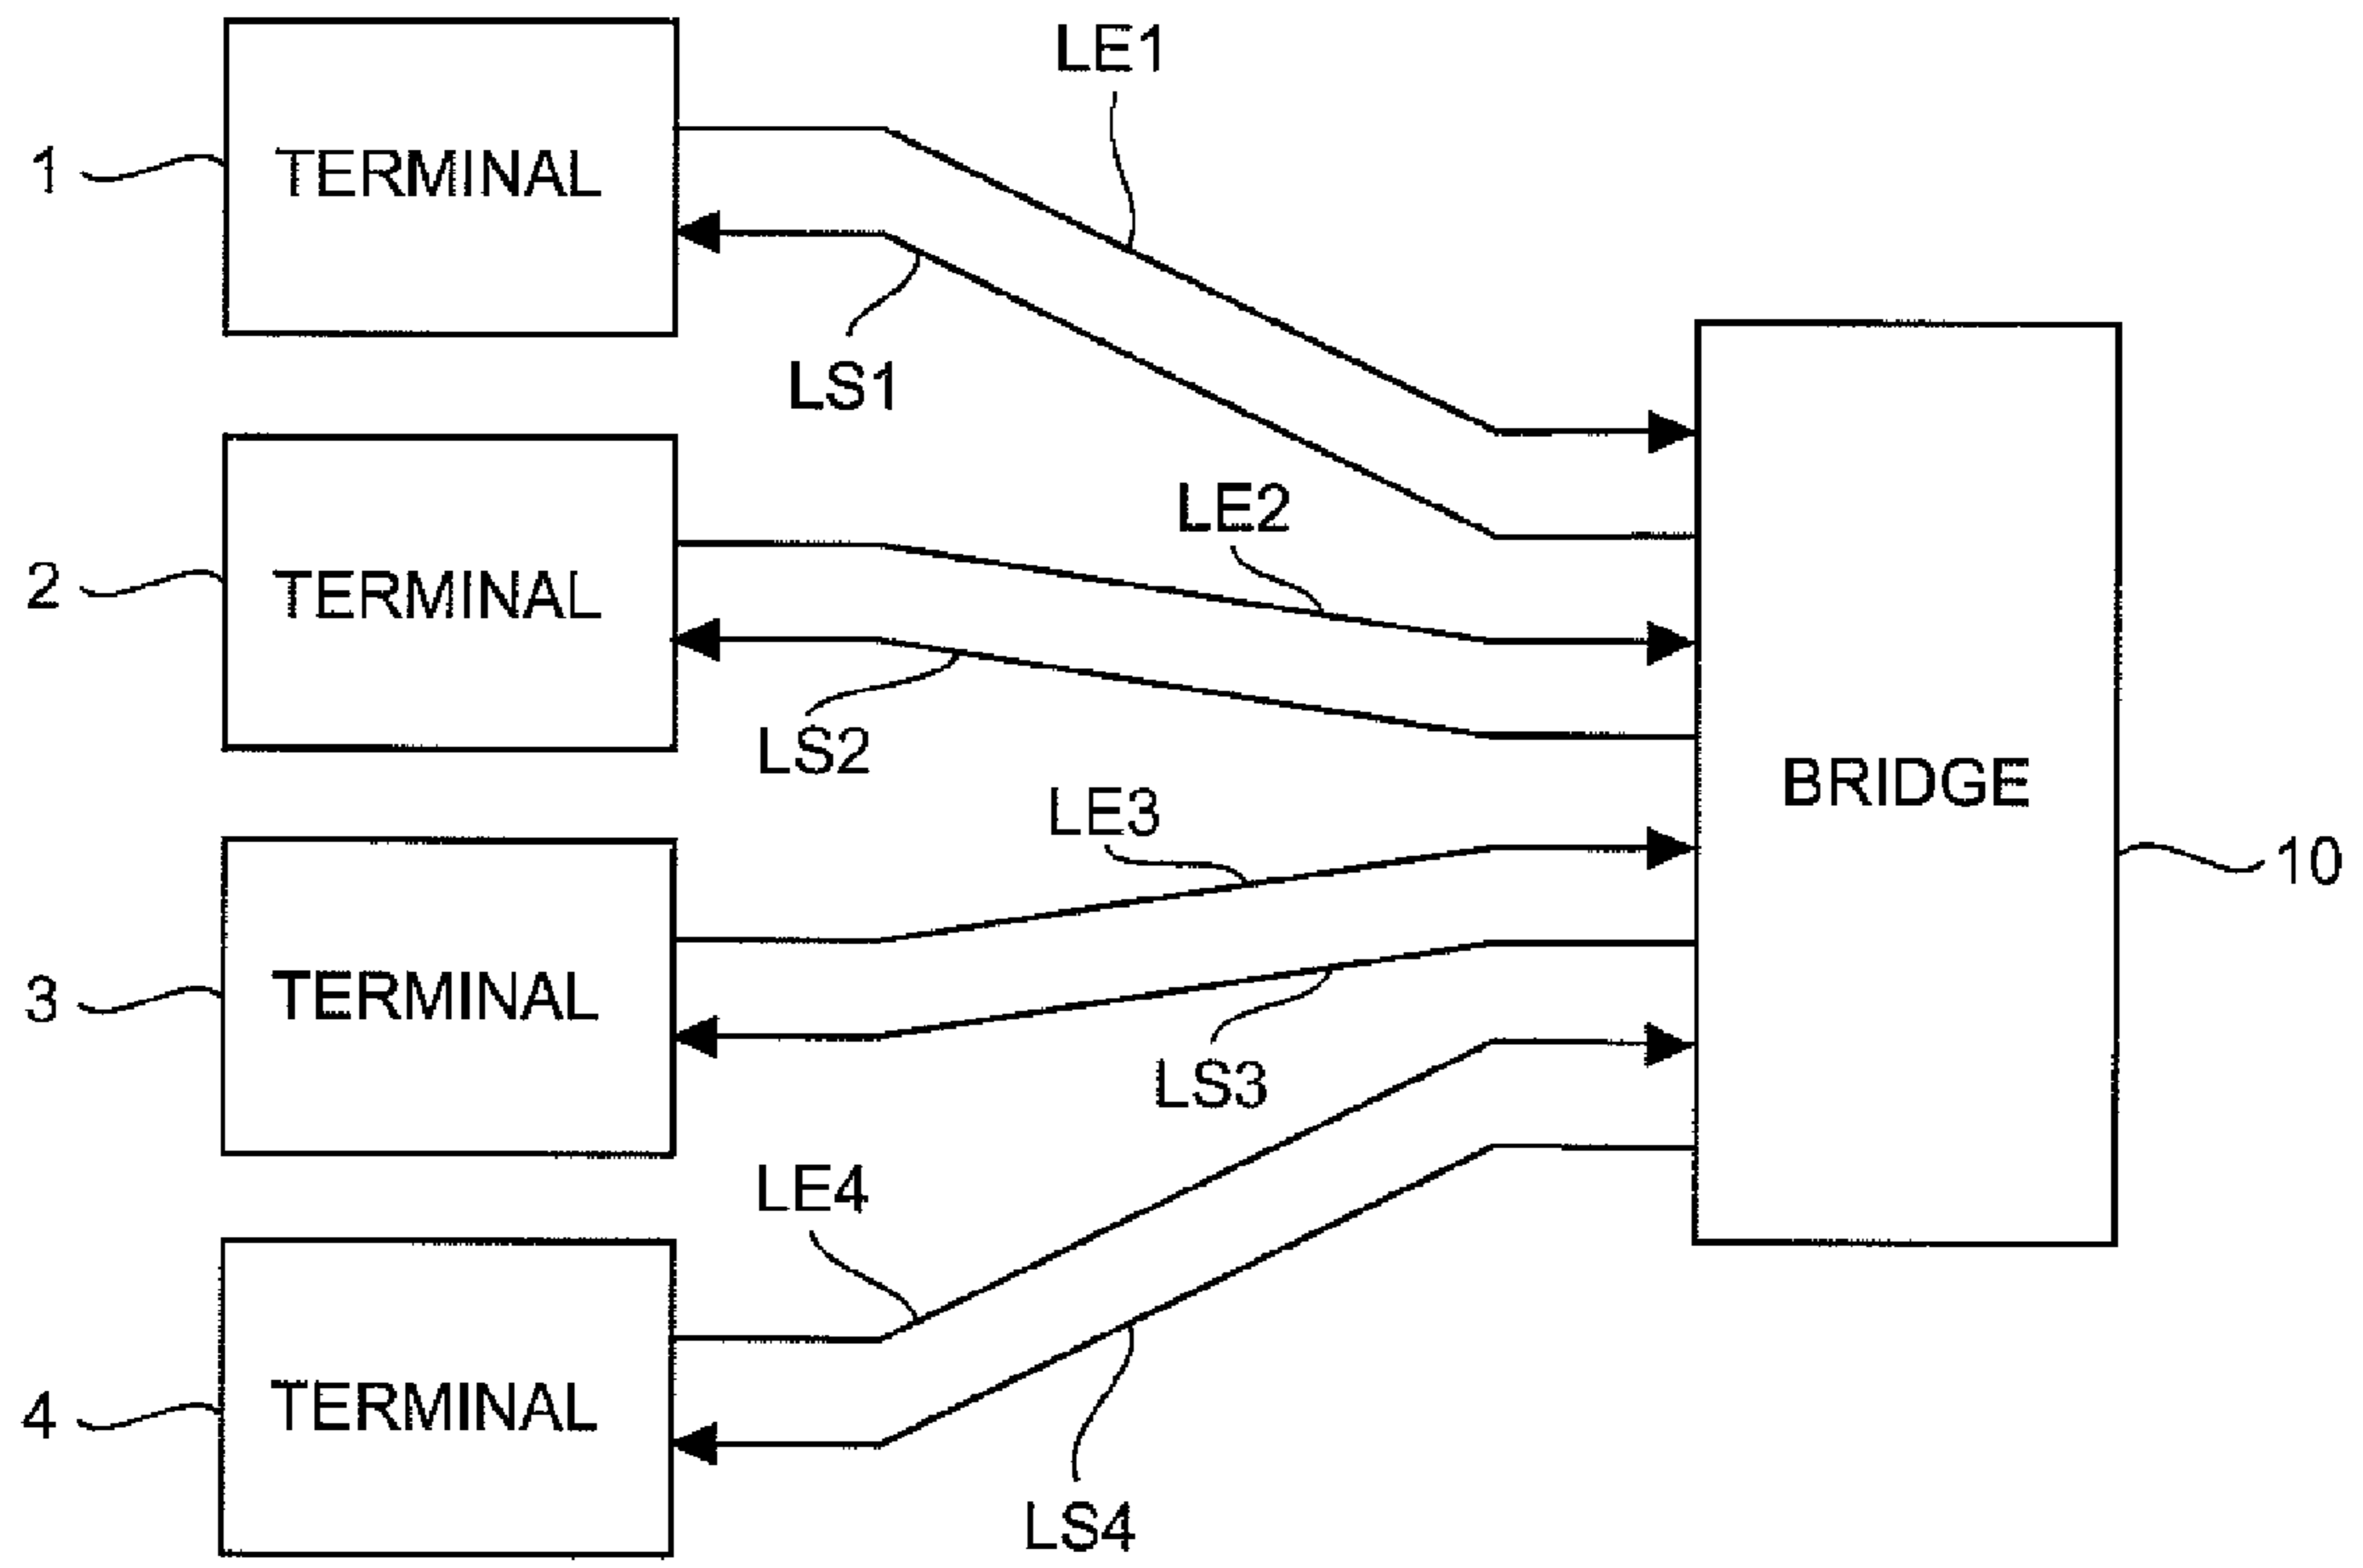 LE1
1
TERMINAL
LS1
LE2
2
TERMINAL
LS2
BRIDGE
LE3
10
3
TERMINAL
LS3
LE4
4
TERMINAL
LS4